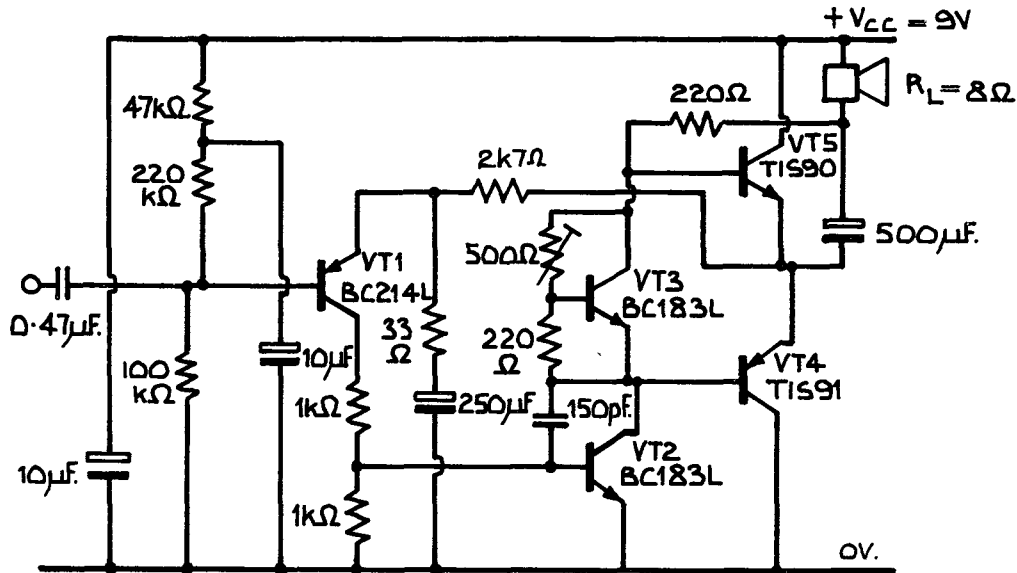 + VCC = 9V
RL = 8Ω
220Ω
47kΩ
VT5
TIS90
2k7Ω
220
kΩ
500µF.
500Ω
VT1
BC214L
VT3
BC183L
0·47µF.
33
Ω
220
Ω
VT4
TIS91
10µF
100
kΩ
1kΩ
250µF
150pF.
VT2
BC183L
10µF.
1kΩ
0V.